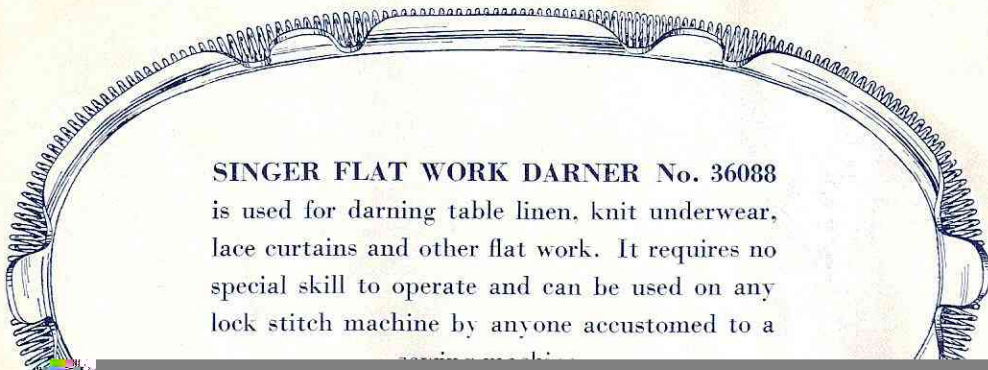 SINGER FLAT WORK DARNER No. 36088
is used for darning table linen, knit underwear,
lace curtains and other flat work. It requires no
special skill to operate and can be used on any
lock stitch machine by anyone accustomed to a